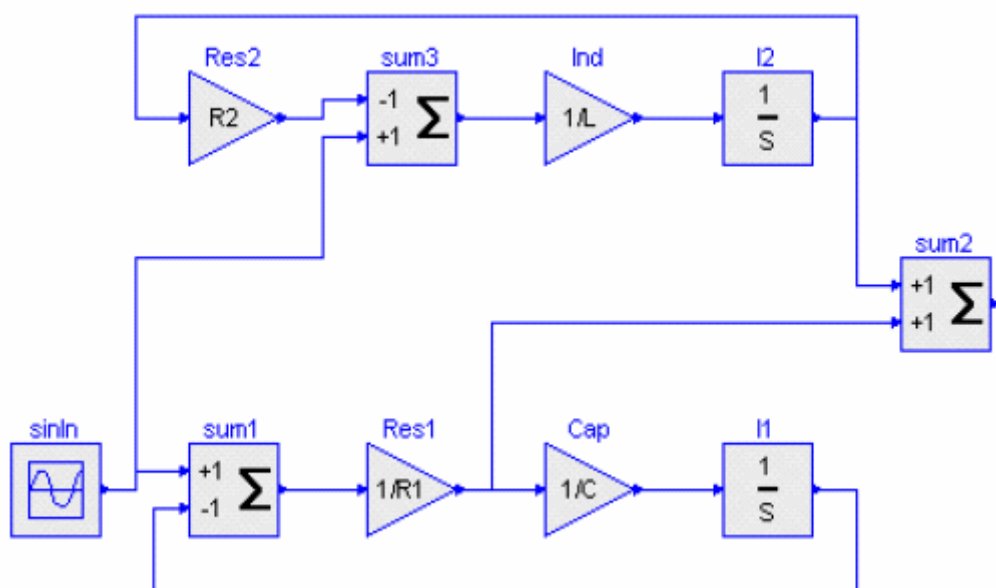 Res2
sum3
Ind
I2
R2
-1
+1
Σ
1/L
1
S
sum2
+1
+1
Σ
sinIn
sum1
Res1
Cap
I1
+1
-1
Σ
1/R1
1/C
1
S